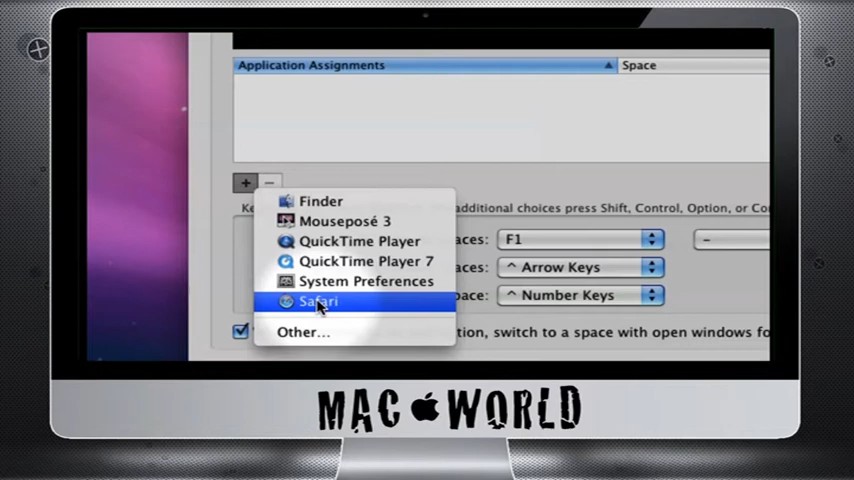 Application Assignments
Space
+
−
Finder
Mouseposé 3
QuickTime Player
QuickTime Player 7
System Preferences
Safari
Other...
additional choices press Shift, Control, Option, or Co
aces: F1 –
aces: ^ Arrow Keys
pace: ^ Number Keys
switch to a space with open windows fo
MAC WORLD